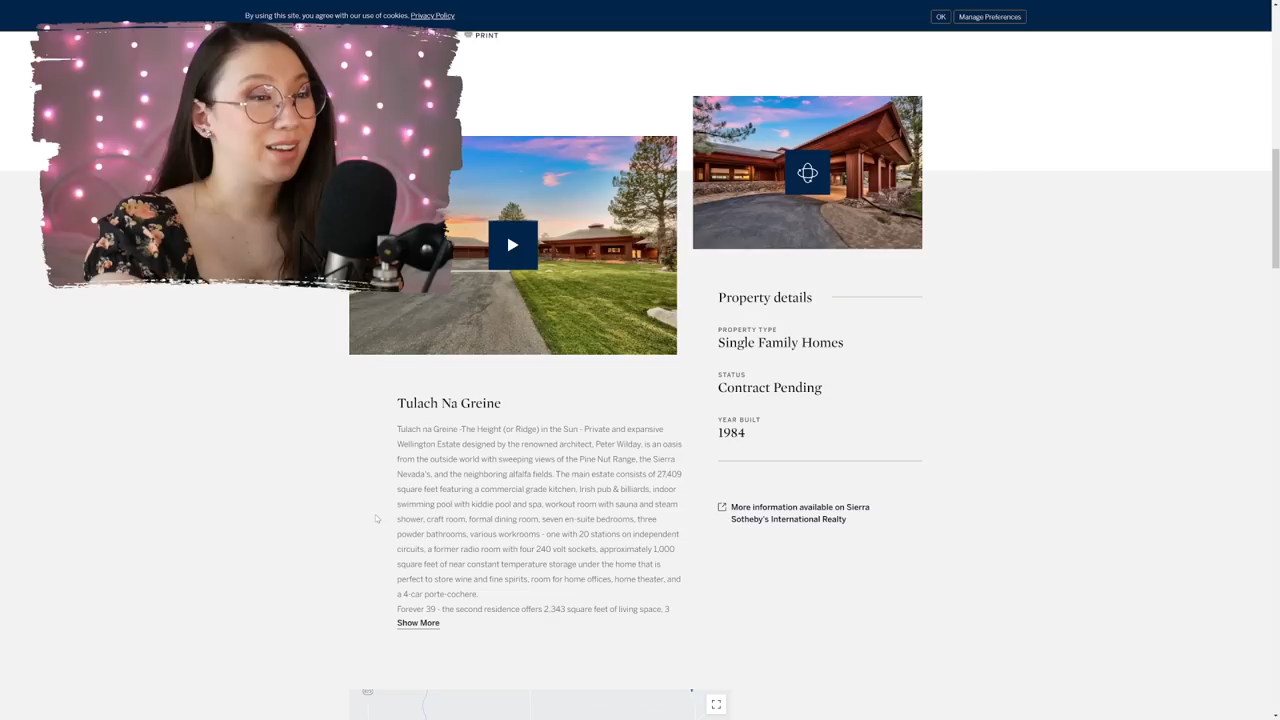 By using this site, you agree with our use of cookies. Privacy Policy
OK
Manage Preferences
PRINT
Property details
PROPERTY TYPE
Single Family Homes
STATUS
Contract Pending
YEAR BUILT
1984
More information available on Sierra
Sotheby's International Realty
Tulach Na Greine
Tulach na Greine -The Height (or Ridge) in the Sun - Private and expansive
Wellington Estate designed by the renowned architect, Peter Wilday, is an oasis
from the outside world with sweeping views of the Pine Nut Range, the Sierra
Nevada's, and the neighboring alfalfa fields. The main estate consists of 27,409
square feet featuring a commercial grade kitchen, Irish pub & billiards, indoor
swimming pool with kiddie pool and spa, workout room with sauna and steam
shower, craft room, formal dining room, seven en-suite bedrooms, three
powder bathrooms, various workrooms - one with 20 stations on independent
circuits, a former radio room with four 240 volt sockets, approximately 1,000
square feet of near constant temperature storage under the home that is
perfect to store wine and fine spirits, room for home offices, home theater, and
a 4-car porte-cochere.
Forever 39 - the second residence offers 2,343 square feet of living space, 3
Show More